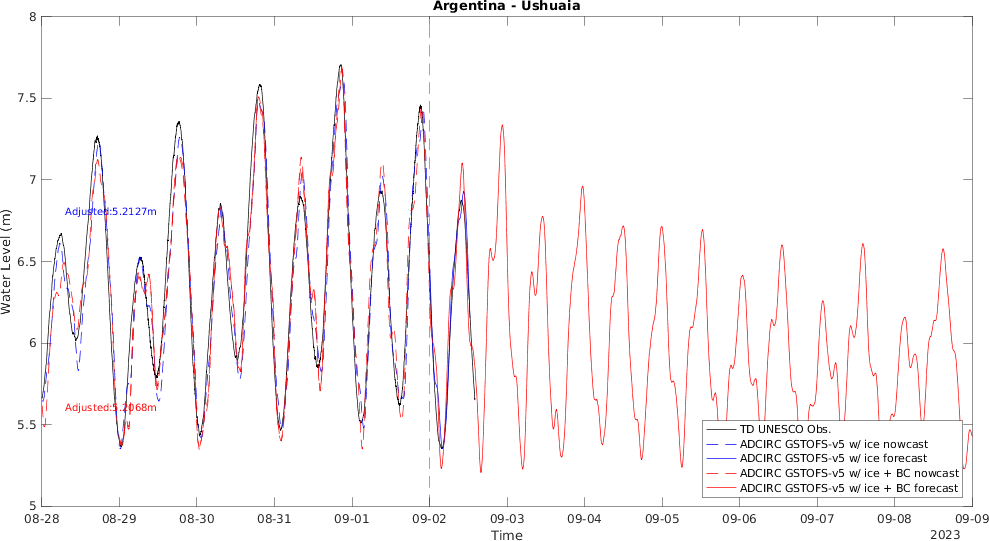 Argentina - Ushuaia
8
7.5
7
6.5
6
5.5
5
Water Level (m)
Adjusted:5.2127m
Adjusted:5.2068m
TD UNESCO Obs.
ADCIRC GSTOFS-v5 w/ ice nowcast
ADCIRC GSTOFS-v5 w/ ice forecast
ADCIRC GSTOFS-v5 w/ ice + BC nowcast
ADCIRC GSTOFS-v5 w/ ice + BC forecast
08-28 08-29 08-30 08-31 09-01 09-02 09-03 09-04 09-05 09-06 09-07 09-08 09-09
Time
2023